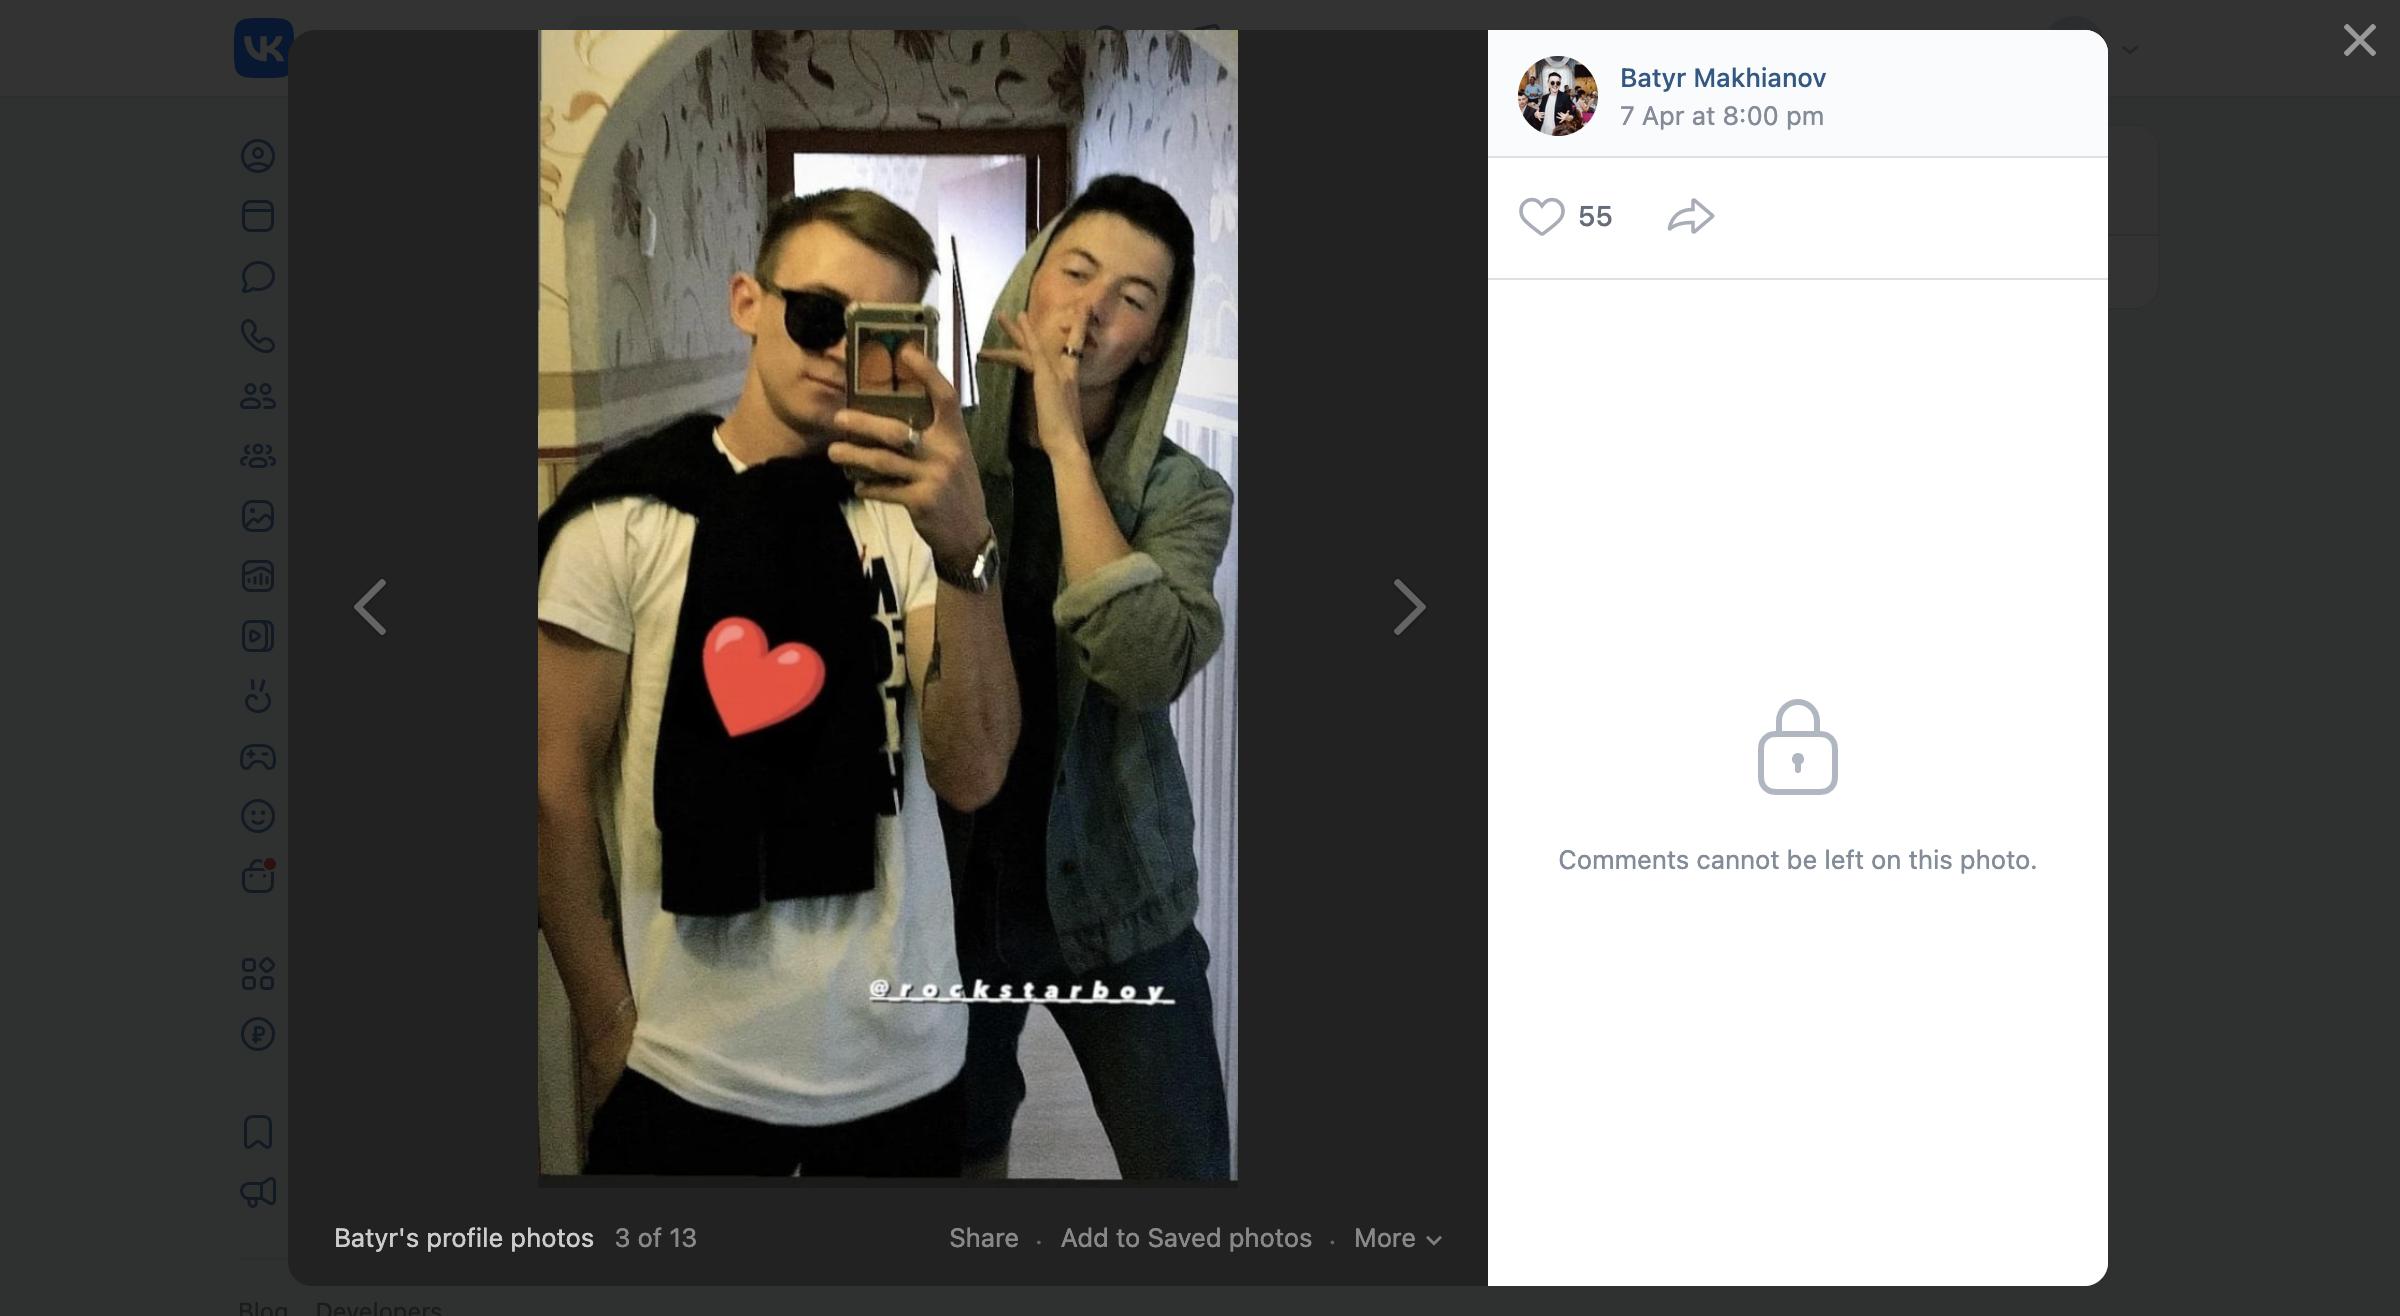 VK
Batyr Makhianov
7 Apr at 8:00 pm
55
@rockstarboy
Comments cannot be left on this photo.
Batyr's profile photos 3 of 13
Share · Add to Saved photos · More
Blog Developers